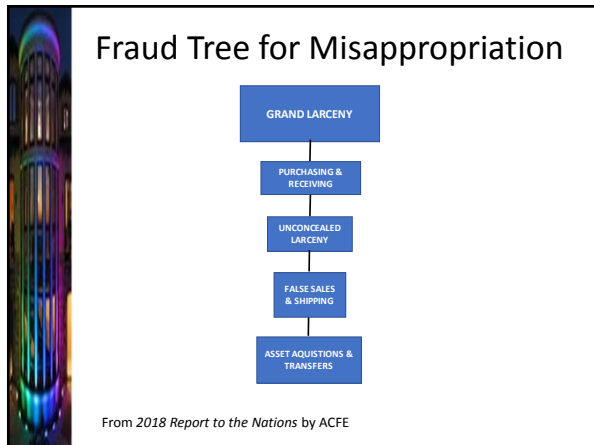 Fraud Tree for Misappropriation
GRAND LARCENY
PURCHASING &
RECEIVING
UNCONCEALED
LARCENY
FALSE SALES
& SHIPPING
ASSET AQUISTIONS &
TRANSFERS
From 2018 Report to the Nations by ACFE